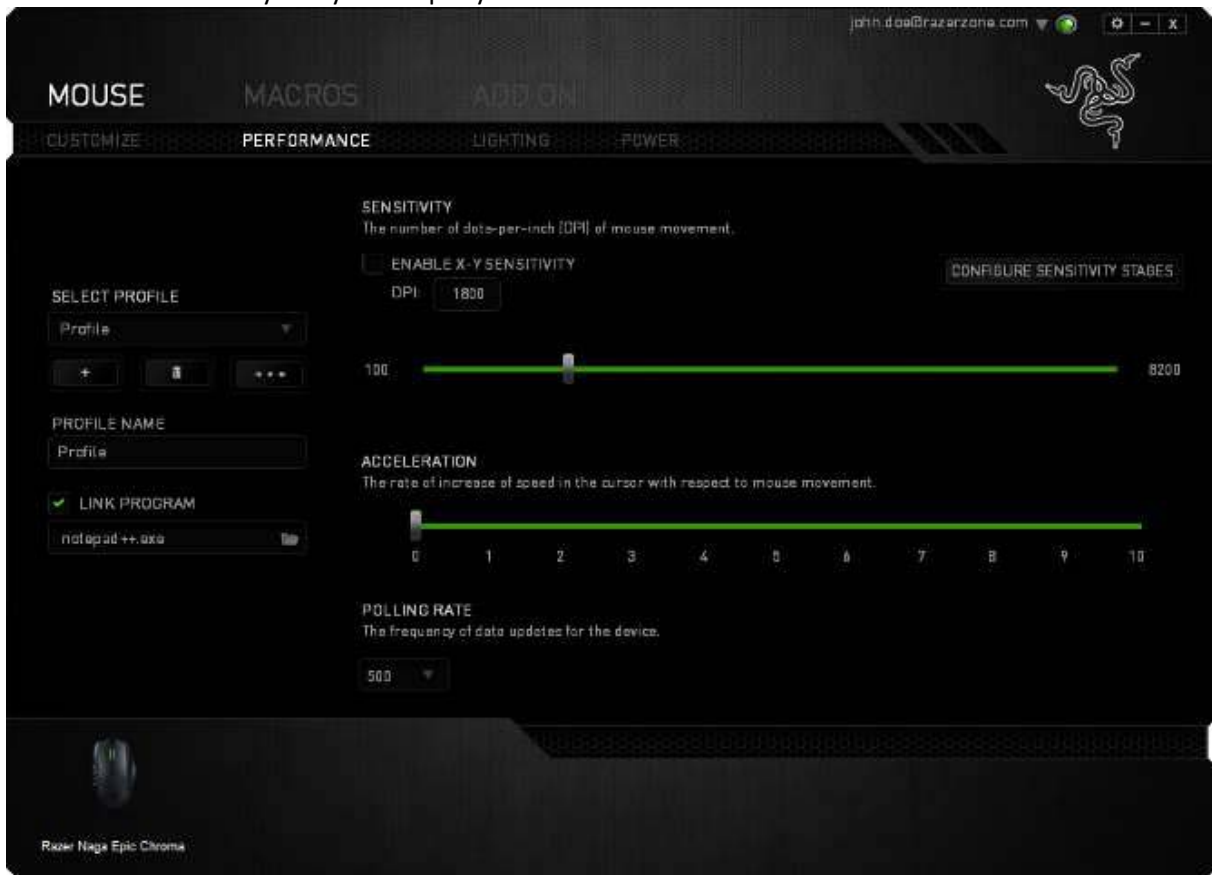 john.doe@razerzone.com
MOUSE MACROS ADD ON
CUSTOMIZE PERFORMANCE LIGHTING POWER
SENSITIVITY
The number of dots-per-inch (DPI) of mouse movement.
ENABLE X-Y SENSITIVITY
CONFIGURE SENSITIVITY STAGES
DPI: 1800
SELECT PROFILE
Profile
100 8200
PROFILE NAME
Profile
ACCELERATION
The rate of increase of speed in the cursor with respect to mouse movement.
LINK PROGRAM
notepad++.exe
0 1 2 3 4 5 6 7 8 9 10
POLLING RATE
The frequency of data updates for the device.
500
Razer Naga Epic Chroma